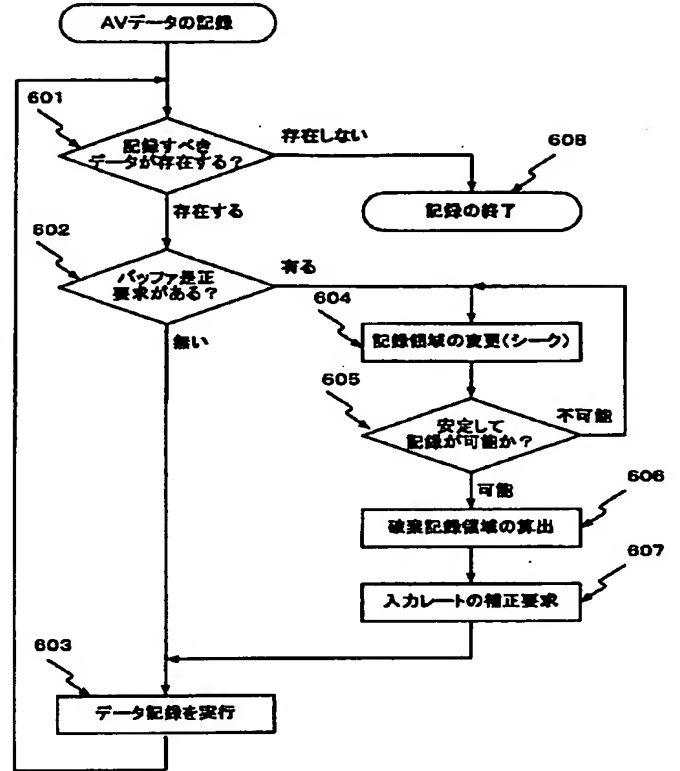 AVデータの記録
601
記録すべき
データが存在する？
存在しない
608
記録の終了
存在する
602
バッファ是正
要求がある？
有る
604
記録領域の変更(シーク)
無い
605
安定して
記録が可能か？
不可能
可能
606
破棄記録領域の算出
607
入力レートの補正要求
603
データ記録を実行